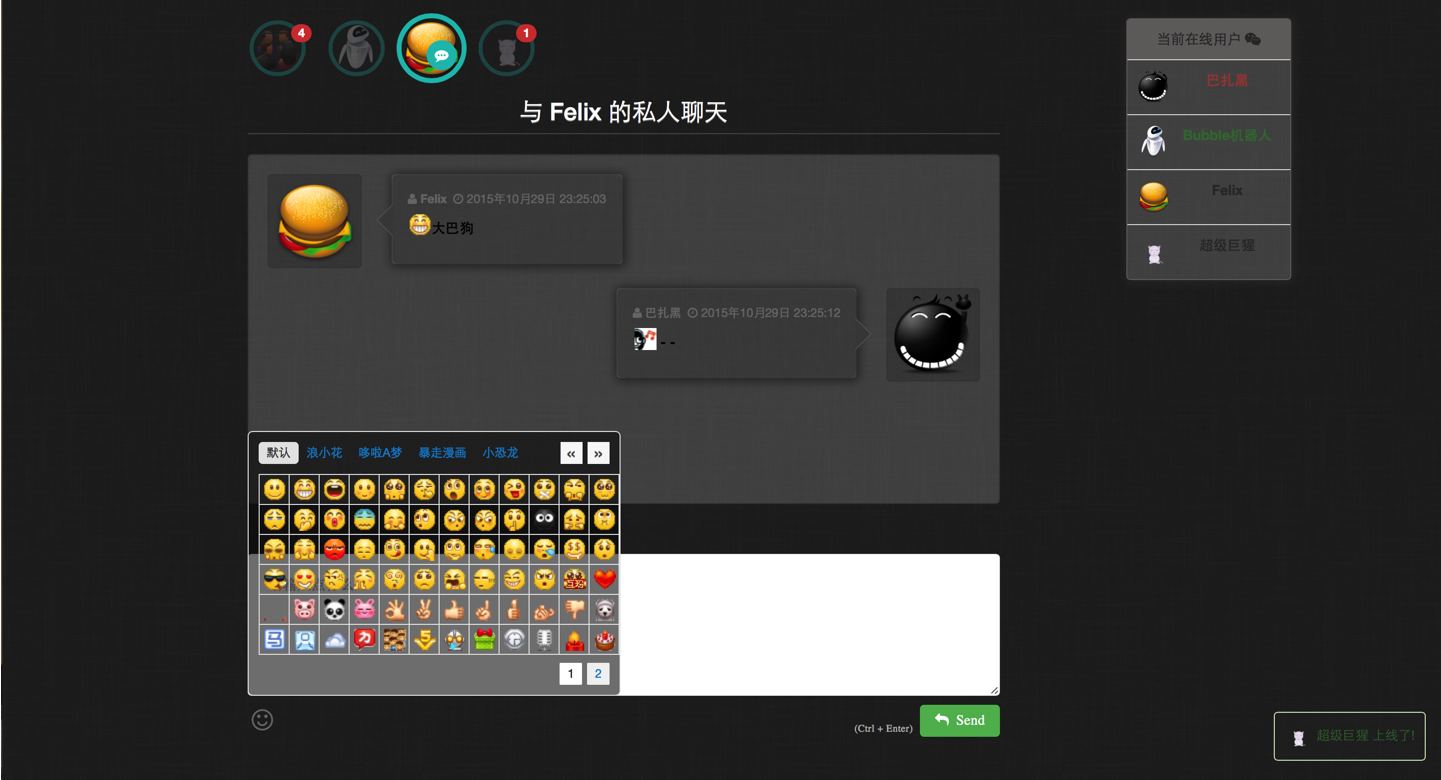 4
1
当前在线用户
巴扎黑
Bubble机器人
Felix
超级巨猩
与 Felix 的私人聊天
Felix 2015年10月29日 23:25:03
大巴狗
巴扎黑 2015年10月29日 23:25:12
- -
默认 浪小花 哆啦A梦 暴走漫画 小恐龙 « »
1 2
(Ctrl + Enter) Send
超级巨猩 上线了!